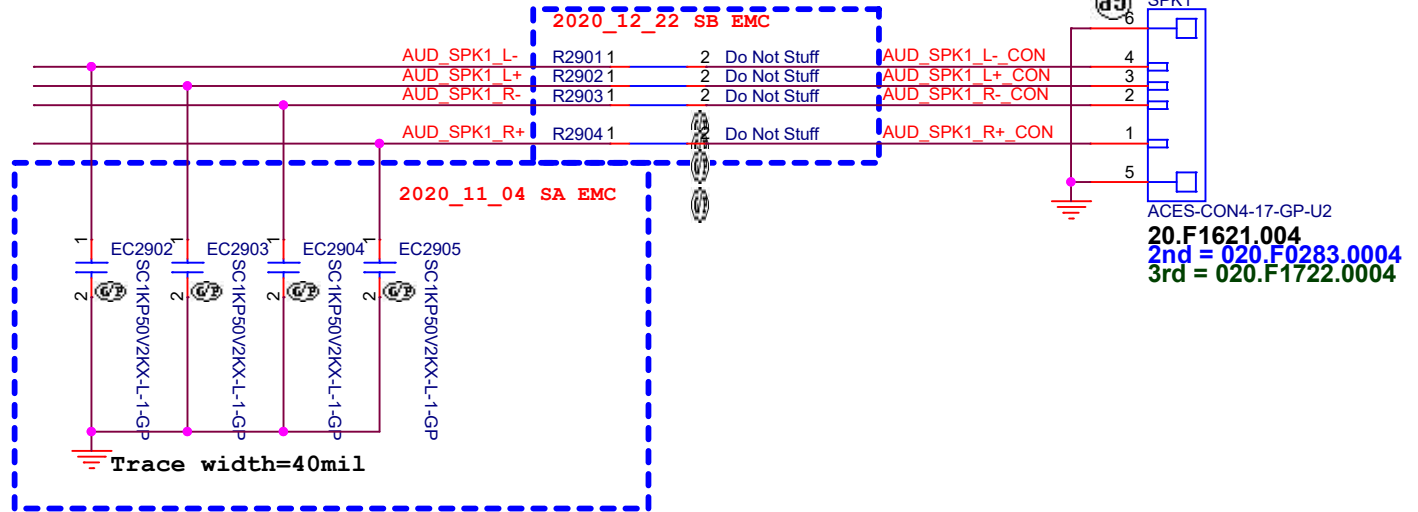 SPK1
2020_12_22 SB EMC
6
AUD_SPK1_L- R2901 1 2 Do Not Stuff AUD_SPK1_L-_CON 4
AUD_SPK1_L+ R2902 1 2 Do Not Stuff AUD_SPK1_L+_CON 3
AUD_SPK1_R- R2903 1 2 Do Not Stuff AUD_SPK1_R-_CON 2
AUD_SPK1_R+ R2904 1 Do Not Stuff AUD_SPK1_R+_CON 1
5
2020_11_04 SA EMC
ACES-CON4-17-GP-U2
20.F1621.004
2nd = 020.F0283.0004
3rd = 020.F1722.0004
1 EC2902 1 EC2903 1 EC2904 1 EC2905
2 2 2 2
SC1KP50V2KX-L-1-GP
SC1KP50V2KX-L-1-GP
SC1KP50V2KX-L-1-GP
SC1KP50V2KX-L-1-GP
Trace width=40mil